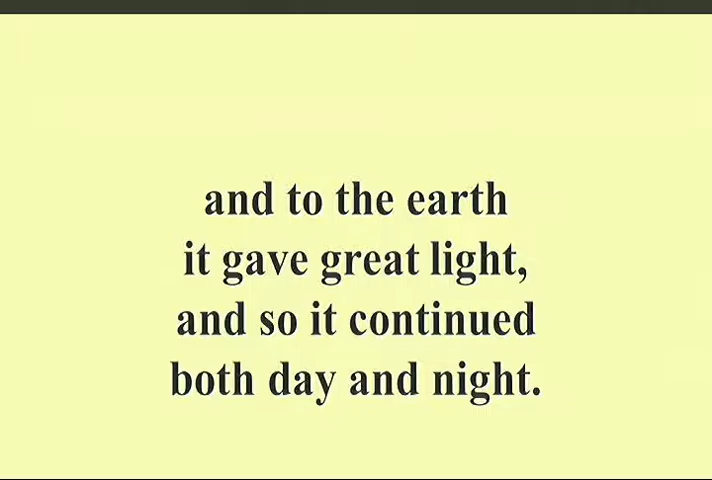 and to the earth
it gave great light,
and so it continued
both day and night.